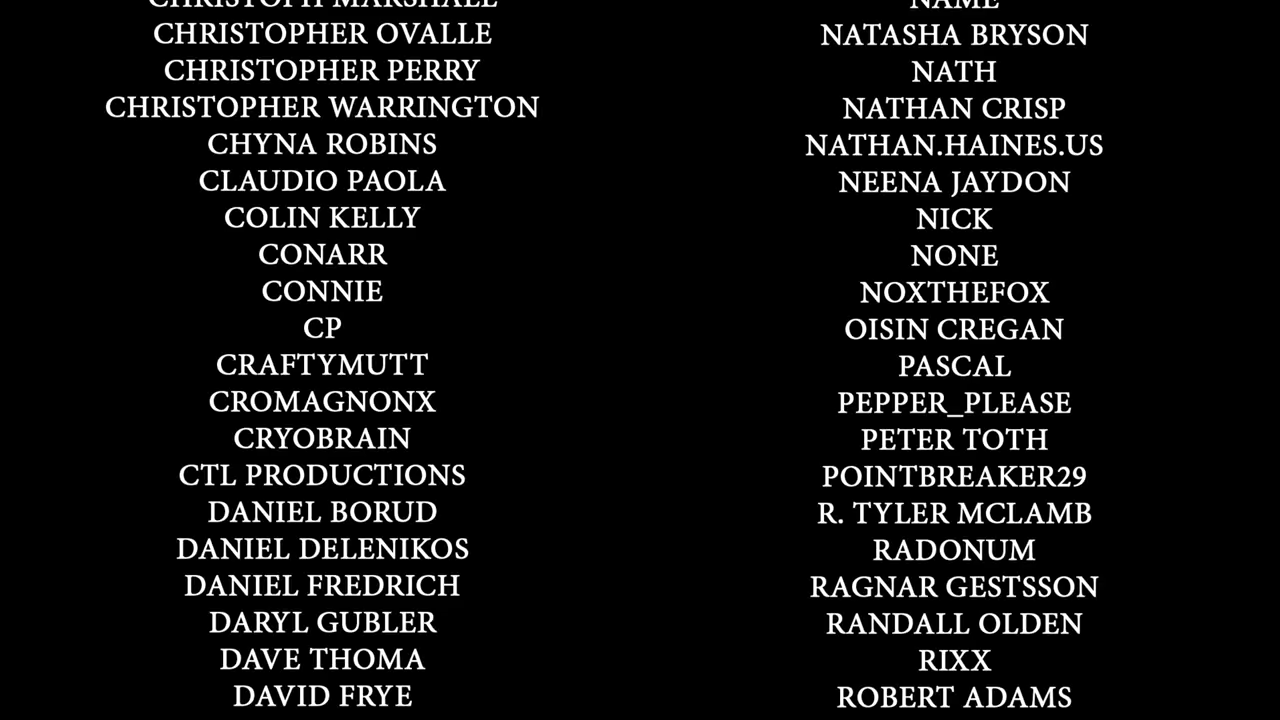 CHRISTOPH MARSHALL
CHRISTOPHER OVALLE
CHRISTOPHER PERRY
CHRISTOPHER WARRINGTON
CHYNA ROBINS
CLAUDIO PAOLA
COLIN KELLY
CONARR
CONNIE
CP
CRAFTYMUTT
CROMAGNONX
CRYOBRAIN
CTL PRODUCTIONS
DANIEL BORUD
DANIEL DELENIKOS
DANIEL FREDRICH
DARYL GUBLER
DAVE THOMA
DAVID FRYE
NAME
NATASHA BRYSON
NATH
NATHAN CRISP
NATHAN.HAINES.US
NEENA JAYDON
NICK
NONE
NOXTHEFOX
OISIN CREGAN
PASCAL
PEPPER_PLEASE
PETER TOTH
POINTBREAKER29
R. TYLER MCLAMB
RADONUM
RAGNAR GESTSSON
RANDALL OLDEN
RIXX
ROBERT ADAMS